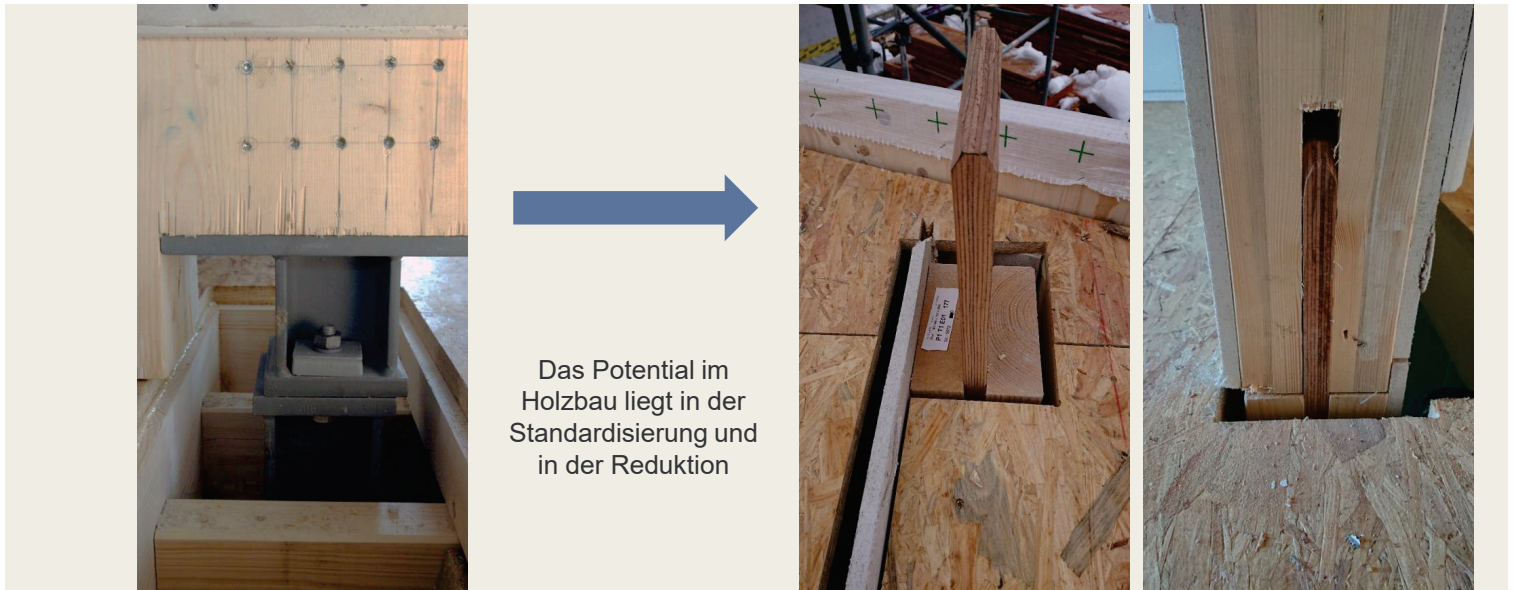 Das Potential im
Holzbau liegt in der
Standardisierung und
in der Reduktion